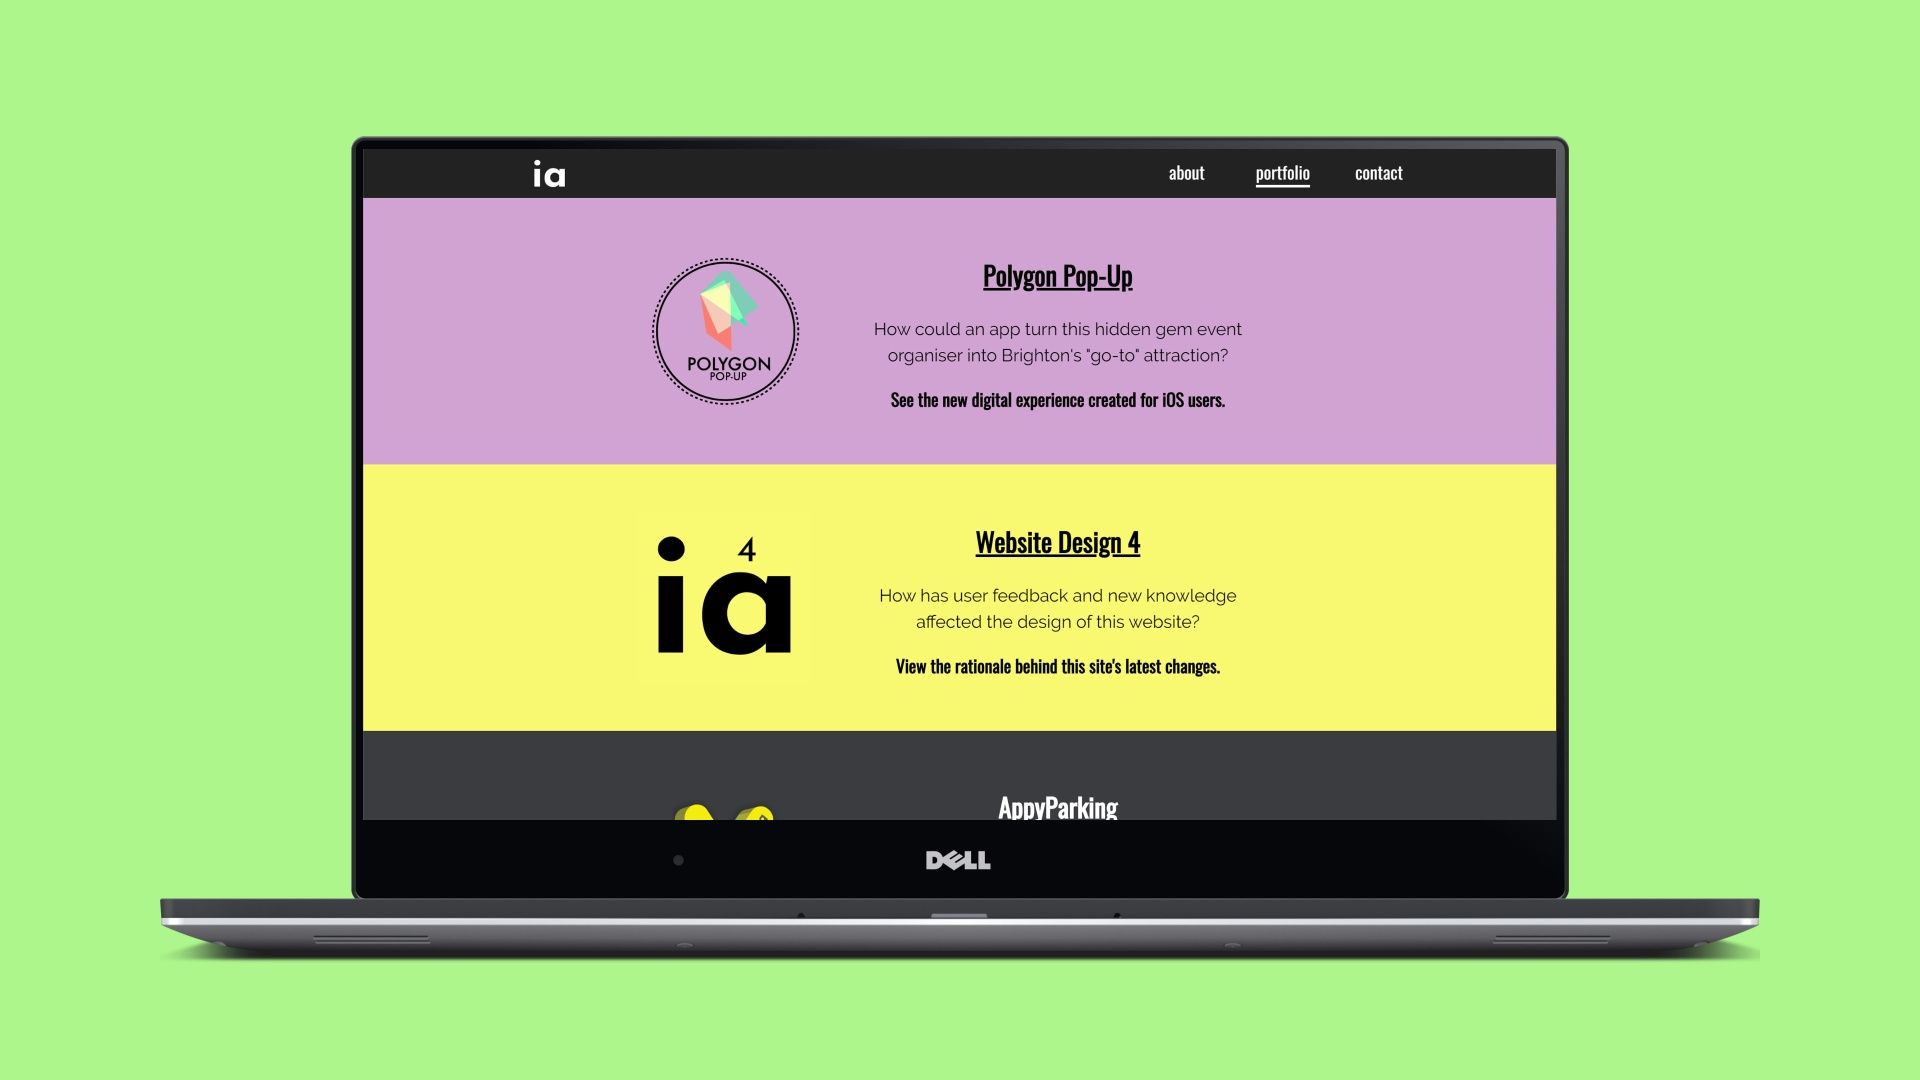 ia
about portfolio contact
POLYGON
POP-UP
Polygon Pop-Up
How could an app turn this hidden gem event
organiser into Brighton's "go-to" attraction?
See the new digital experience created for iOS users.
ia 4
Website Design 4
How has user feedback and new knowledge
affected the design of this website?
View the rationale behind this site's latest changes.
AppyParking
DELL